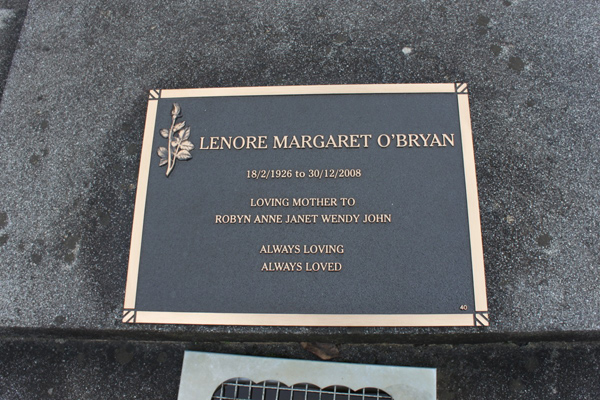 LENORE MARGARET O'BRYAN
18/2/1926 to 30/12/2008
LOVING MOTHER TO
ROBYN ANNE JANET WENDY JOHN
ALWAYS LOVING
ALWAYS LOVED
40